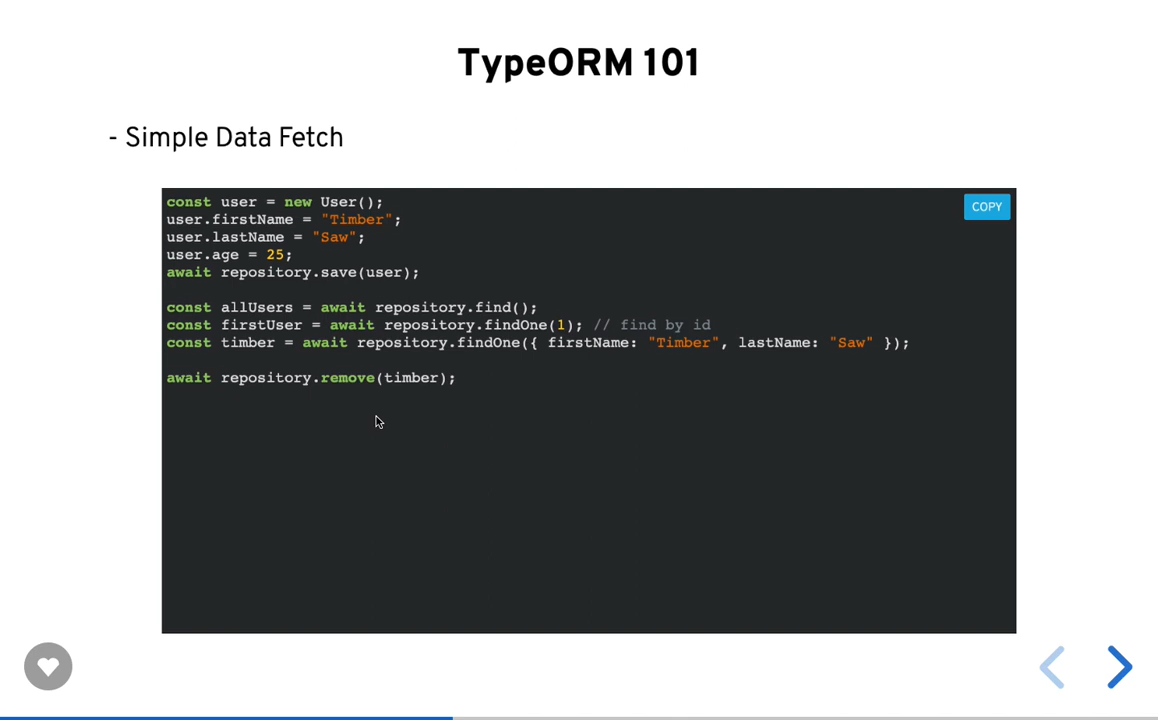 TypeORM 101
- Simple Data Fetch
COPY
const user = new User();
user.firstName = "Timber";
user.lastName = "Saw";
user.age = 25;
await repository.save(user);
const allUsers = await repository.find();
const firstUser = await repository.findOne(1); // find by id
const timber = await repository.findOne({ firstName: "Timber", lastName: "Saw" });
await repository.remove(timber);